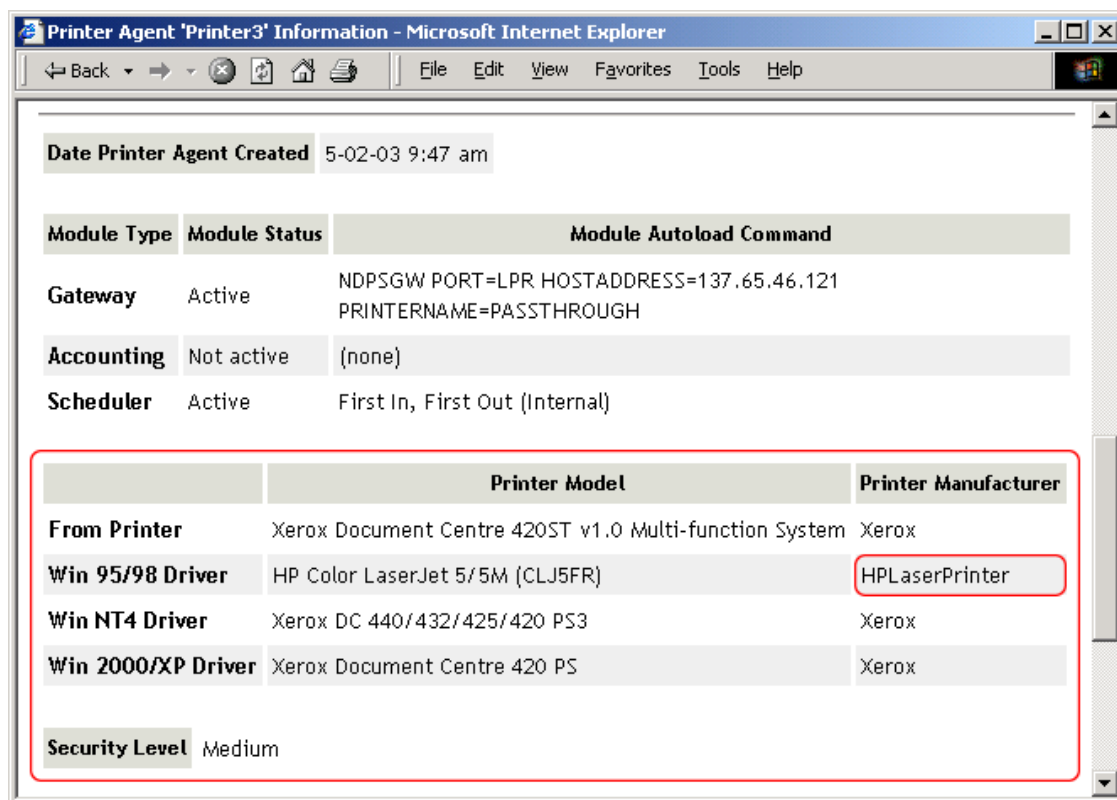 Printer Agent 'Printer3' Information - Microsoft Internet Explorer
Back File Edit View Favorites Tools Help
Date Printer Agent Created 5-02-03 9:47 am
Module Type Module Status Module Autoload Command
Gateway Active NDPSGW PORT=LPR HOSTADDRESS=137.65.46.121
PRINTERNAME=PASSTHROUGH
Accounting Not active (none)
Scheduler Active First In, First Out (Internal)
Printer Model Printer Manufacturer
From Printer Xerox Document Centre 420ST v1.0 Multi-function System Xerox
Win 95/98 Driver HP Color LaserJet 5/5M (CLJ5FR) HPLaserPrinter
Win NT4 Driver Xerox DC 440/432/425/420 PS3 Xerox
Win 2000/XP Driver Xerox Document Centre 420 PS Xerox
Security Level Medium